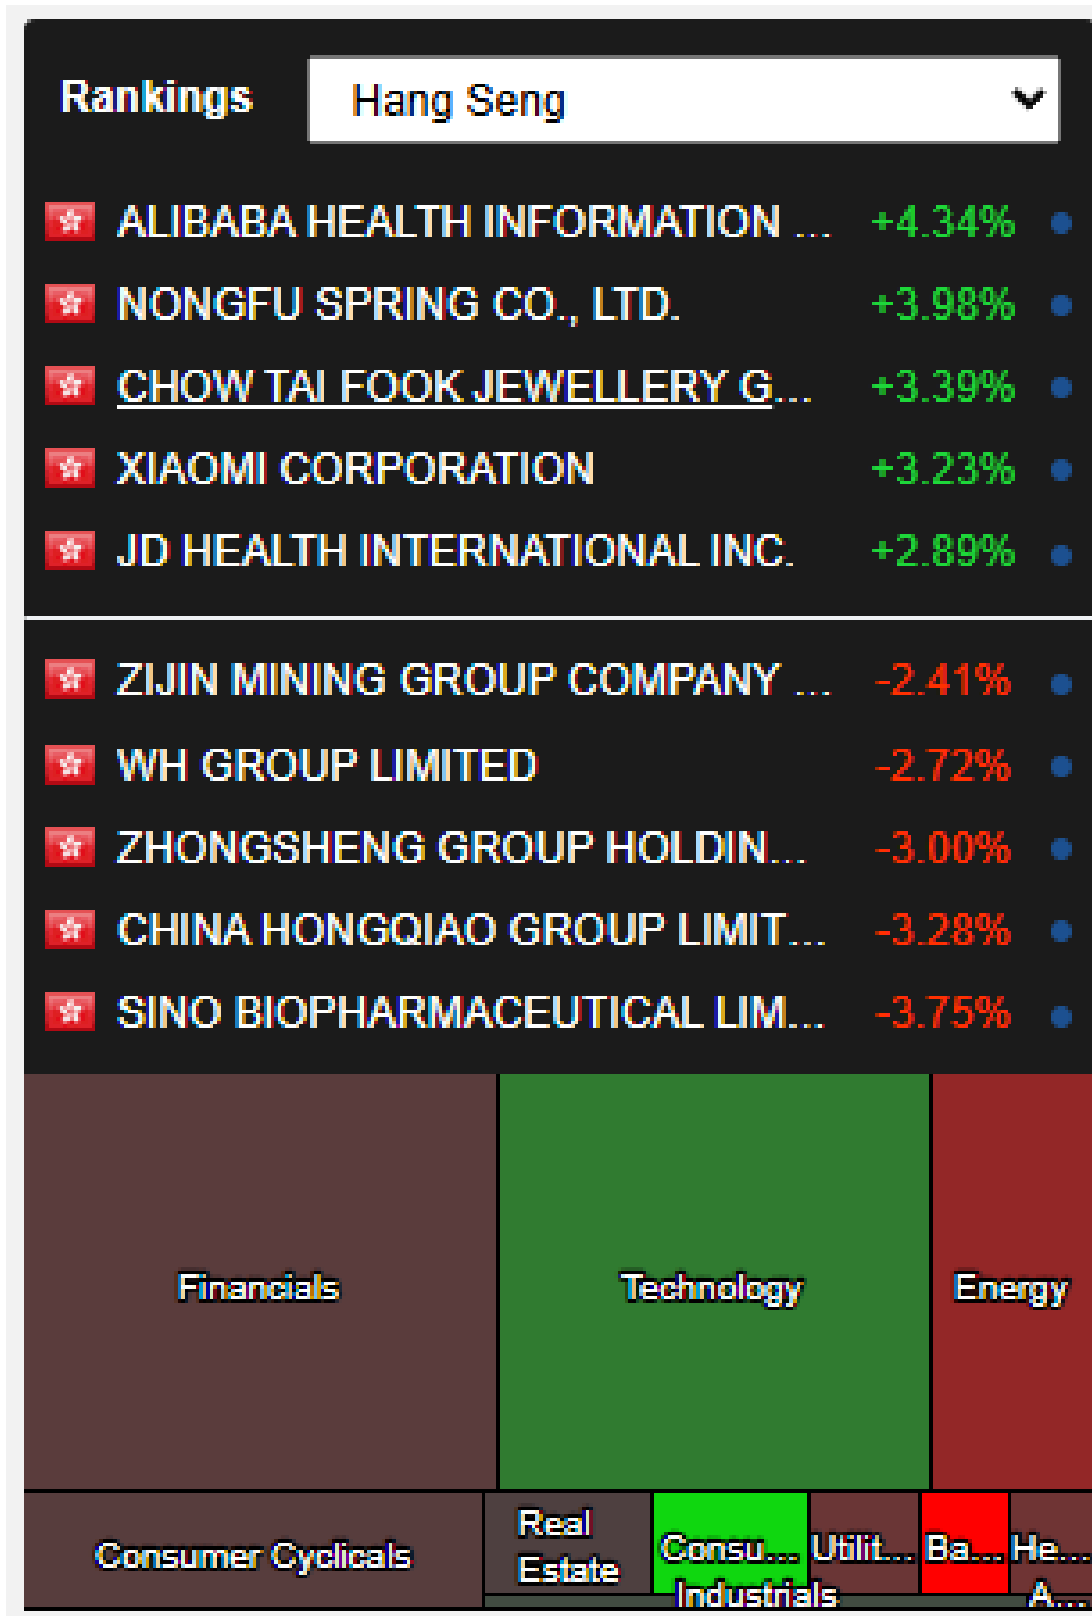 Rankings Hang Seng
ALIBABA HEALTH INFORMATION ... +4.34%
NONGFU SPRING CO., LTD. +3.98%
CHOW TAI FOOK JEWELLERY G... +3.39%
XIAOMI CORPORATION +3.23%
JD HEALTH INTERNATIONAL INC. +2.89%
ZIJIN MINING GROUP COMPANY ... -2.41%
WH GROUP LIMITED -2.72%
ZHONGSHENG GROUP HOLDIN... -3.00%
CHINA HONGQIAO GROUP LIMIT... -3.28%
SINO BIOPHARMACEUTICAL LIM... -3.75%
Financials Technology Energy
Consumer Cyclicals
Real
Estate
Consu... Utilit... Ba... He...
Industrials A...